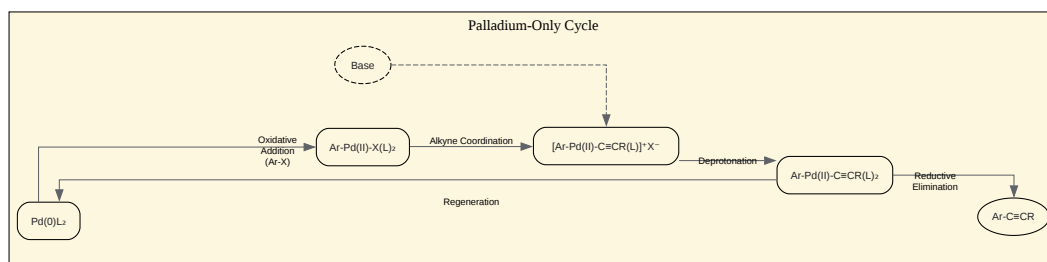 Palladium-Only Cycle
Base
Oxidative
Addition
(Ar-X)
Ar-Pd(II)-X(L)₂
Alkyne Coordination
[Ar-Pd(II)-C≡CR(L)]⁺X⁻
Deprotonation
Ar-Pd(II)-C≡CR(L)₂
Reductive
Elimination
Regeneration
Pd(0)L₂
Ar-C≡CR